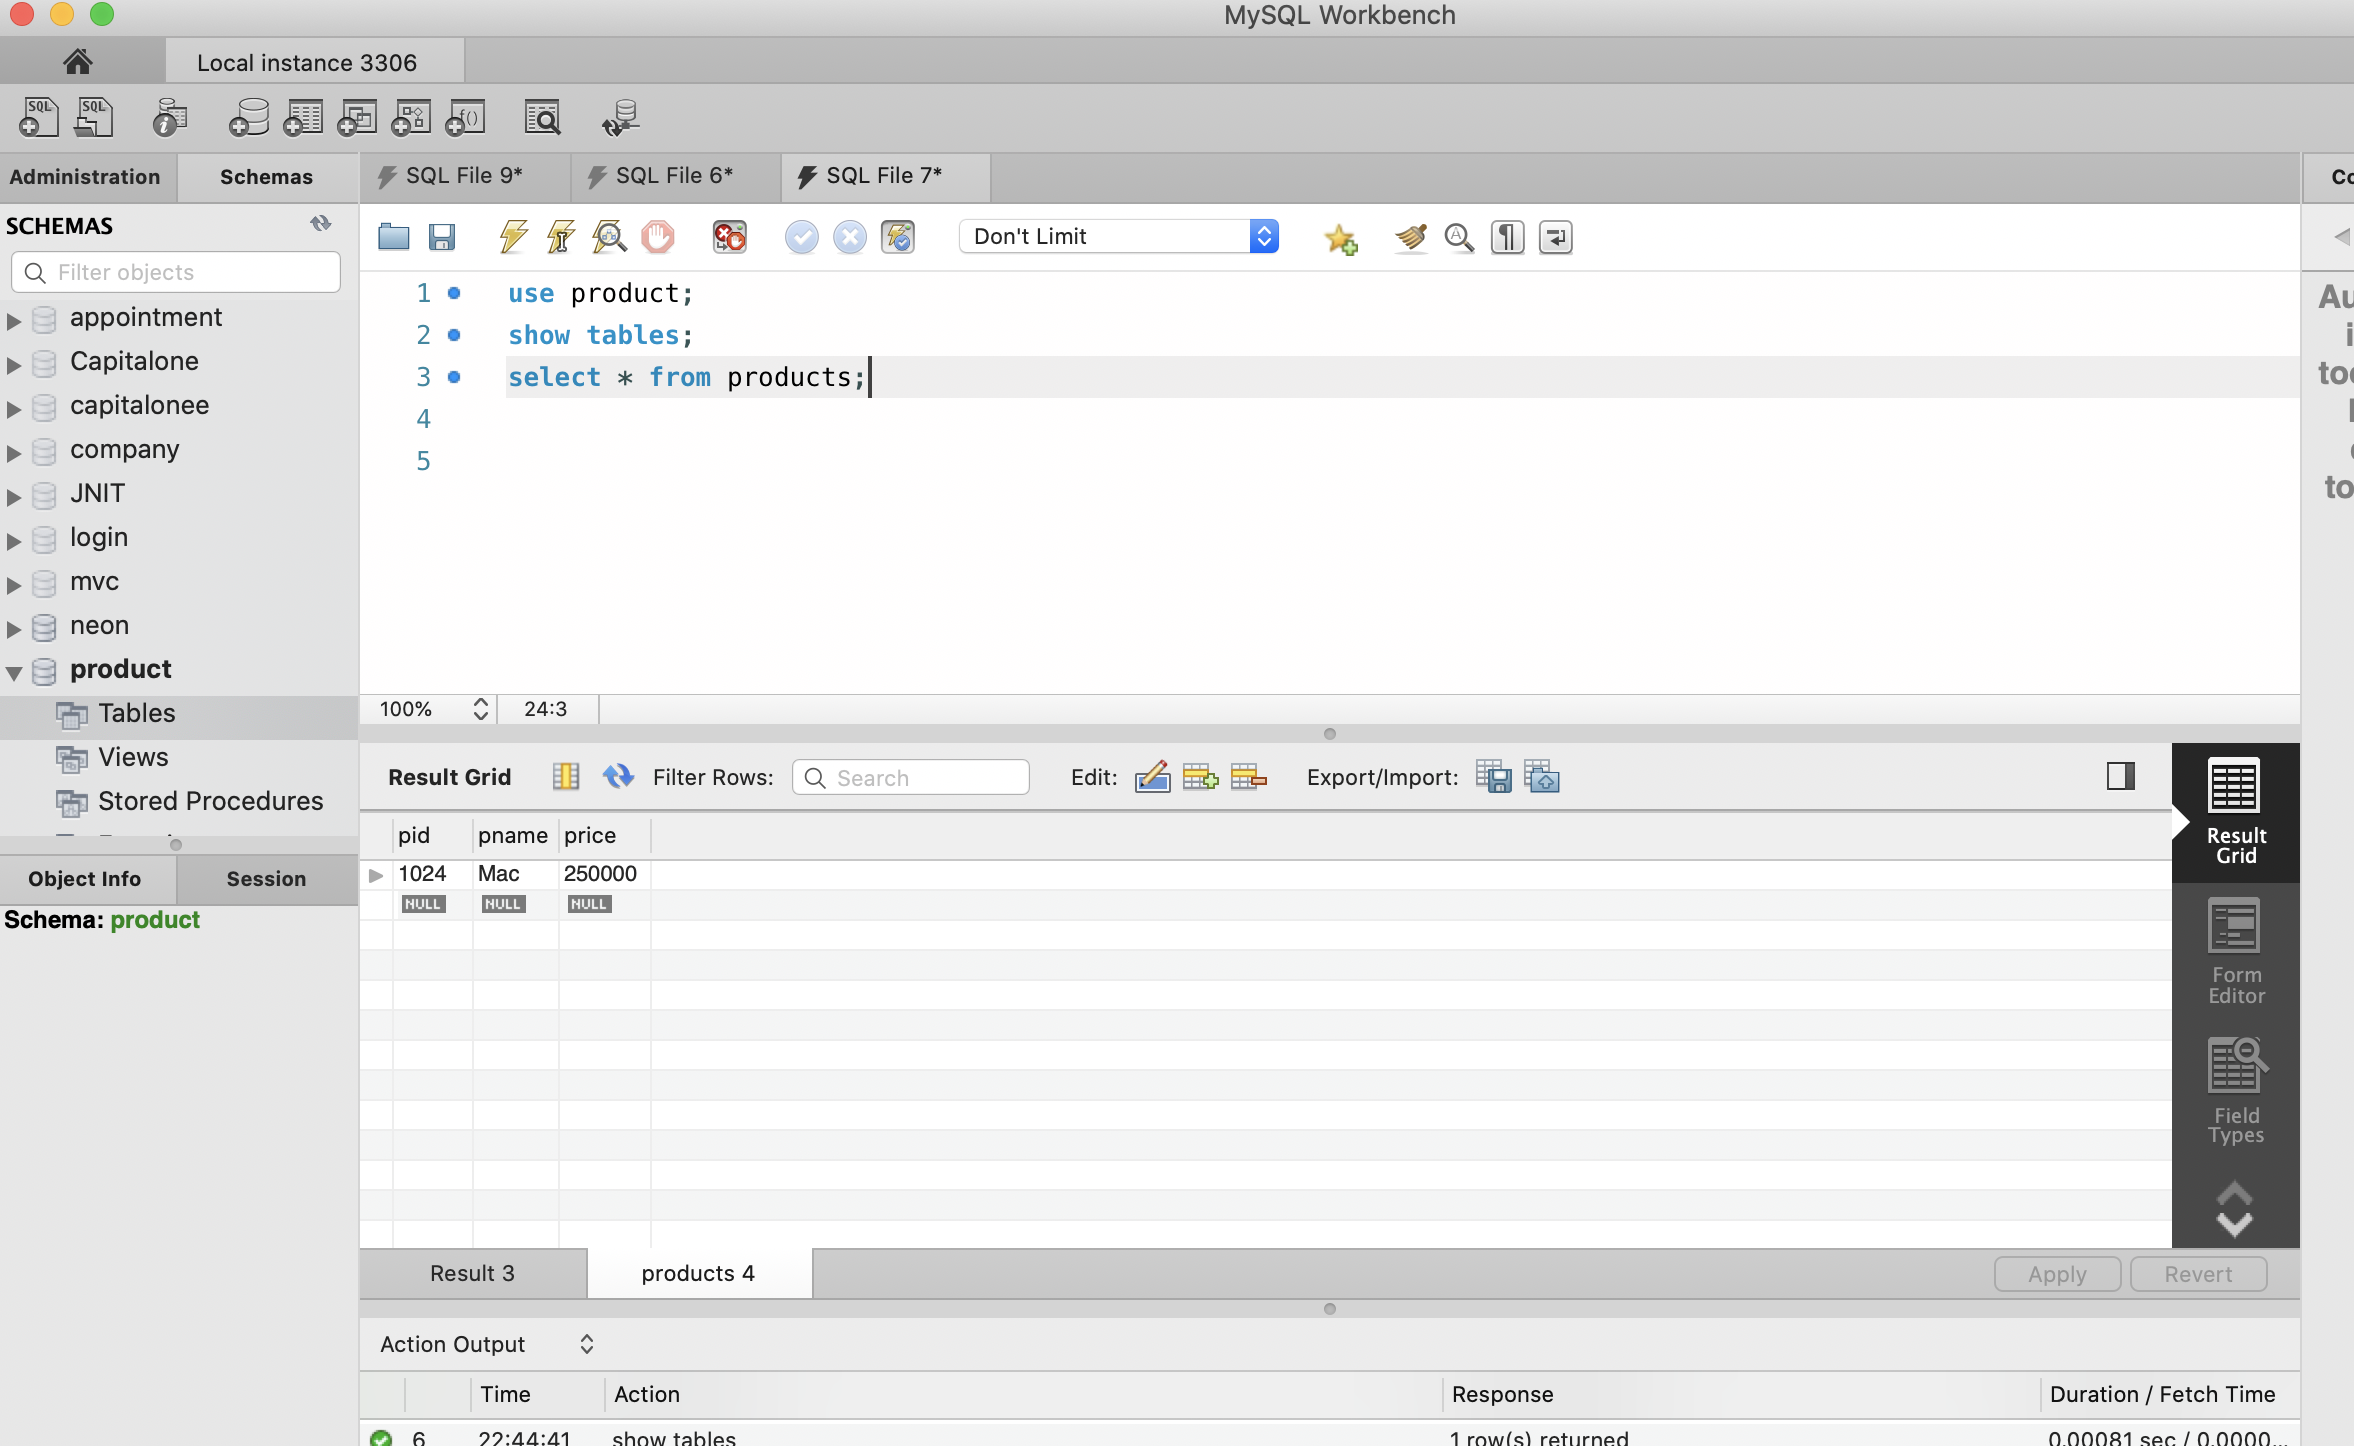 MySQL Workbench
Local instance 3306
Administration
Schemas
SQL File 9*
SQL File 6*
SQL File 7*
SCHEMAS
Filter objects
Don't Limit
appointment
Capitalone
capitalonee
company
JNIT
login
mvc
neon
product
Tables
Views
Stored Procedures
1 use product;
2 show tables;
3 select * from products;
4
5
100%
24:3
Result Grid
Filter Rows:
Search
Edit:
Export/Import:
pid pname price
1024 Mac 250000
NULL NULL NULL
Result
Grid
Form
Editor
Field
Types
Object Info
Session
Schema: product
Result 3
products 4
Apply
Revert
Action Output
Time Action Response Duration / Fetch Time
6 22:44:41 show tables 1 row(s) returned 0.00081 sec / 0.0000...